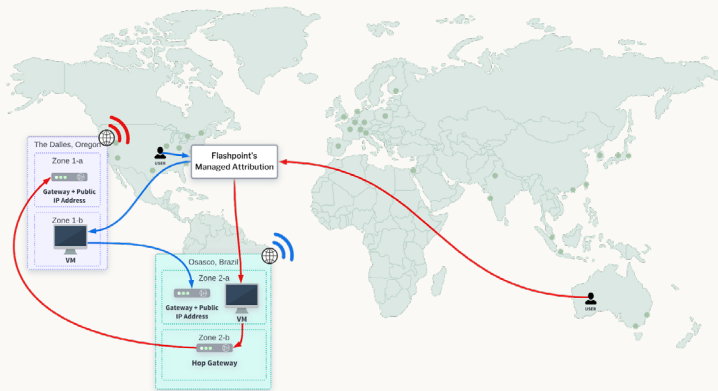 The Dalles, Oregon
Zone 1-a
Gateway + Public
IP Address
Zone 1-b
VM
USER
Flashpoint's
Managed Attribution
Osasco, Brazil
Zone 2-a
Gateway + Public
IP Address
VM
Zone 2-b
Hop Gateway
USER